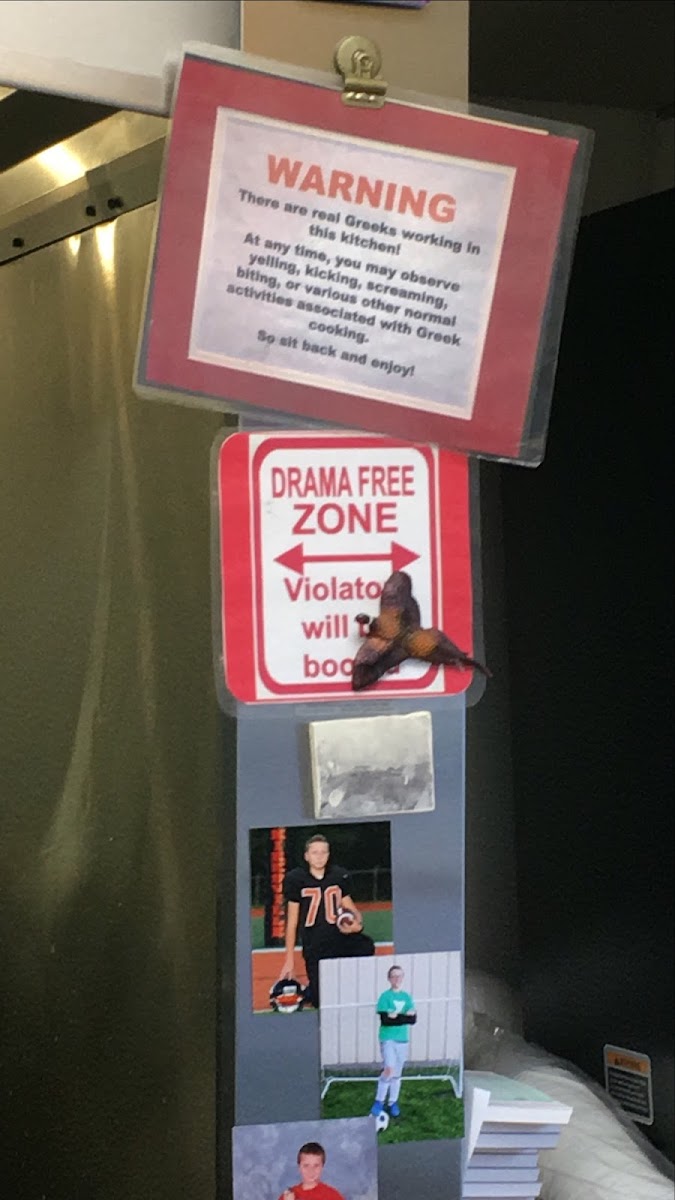 WARNING
There are real Greeks working in
this kitchen!
At any time, you may observe
yelling, kicking, screaming,
biting, or various other normal
activities associated with Greek
cooking.
So sit back and enjoy!
DRAMA FREE
ZONE
Violato
will b
boo
70